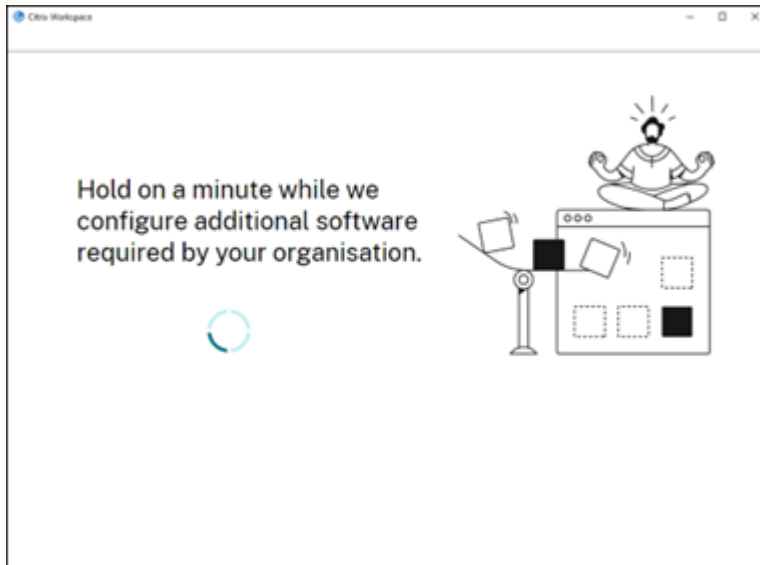 Citrix Workspace
Hold on a minute while we
configure additional software
required by your organisation.